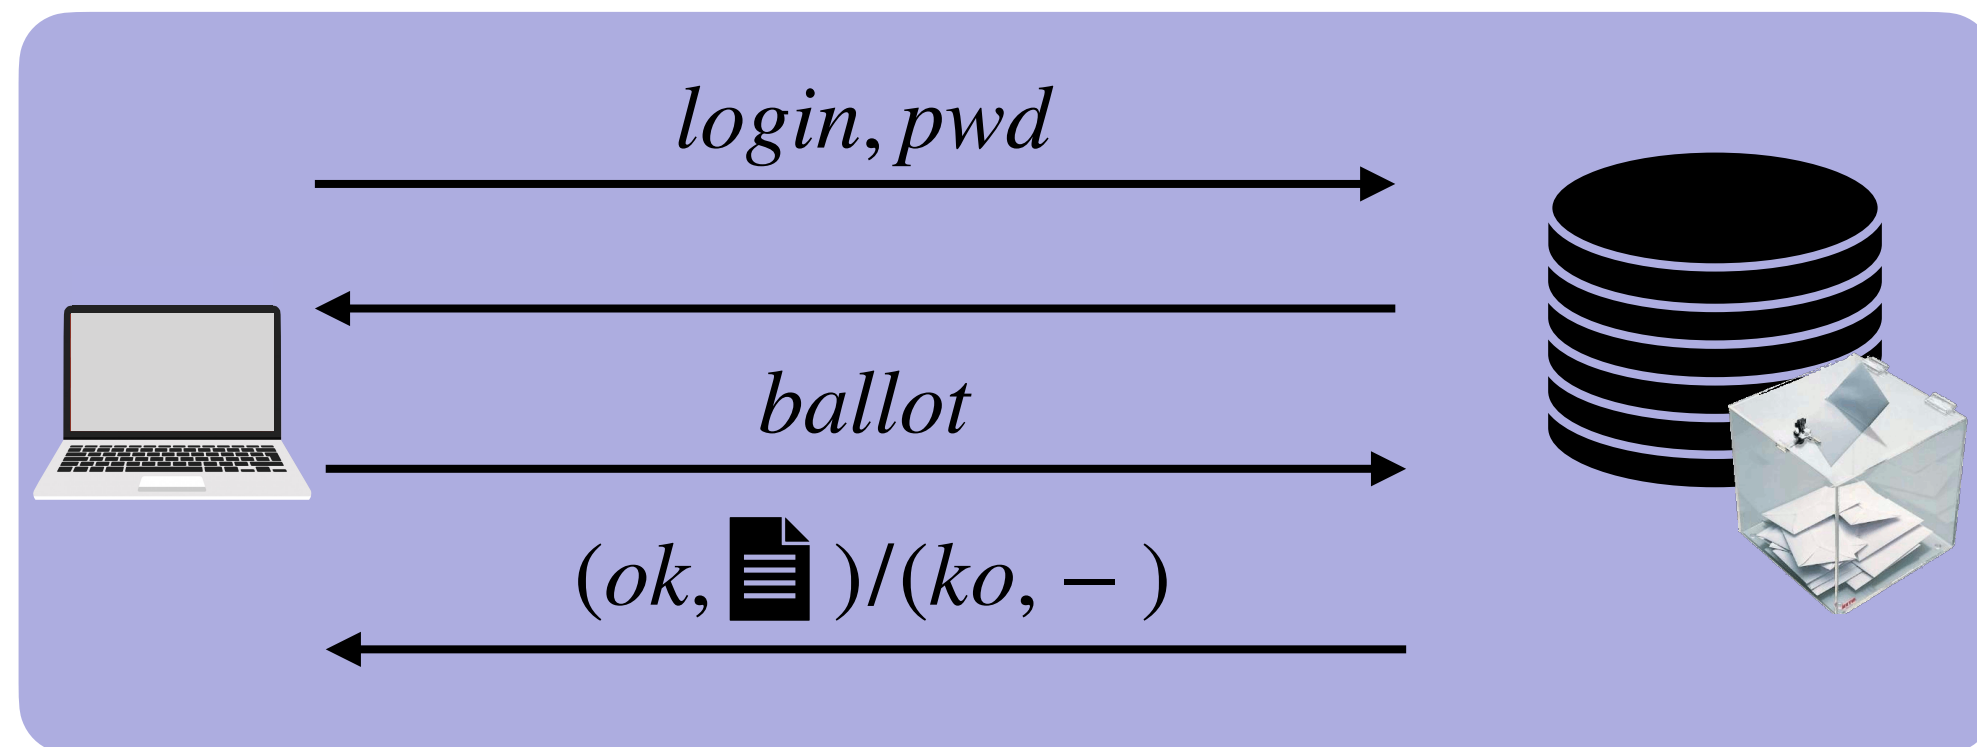 login, pwd
ballot
(ok, )/(ko, − )